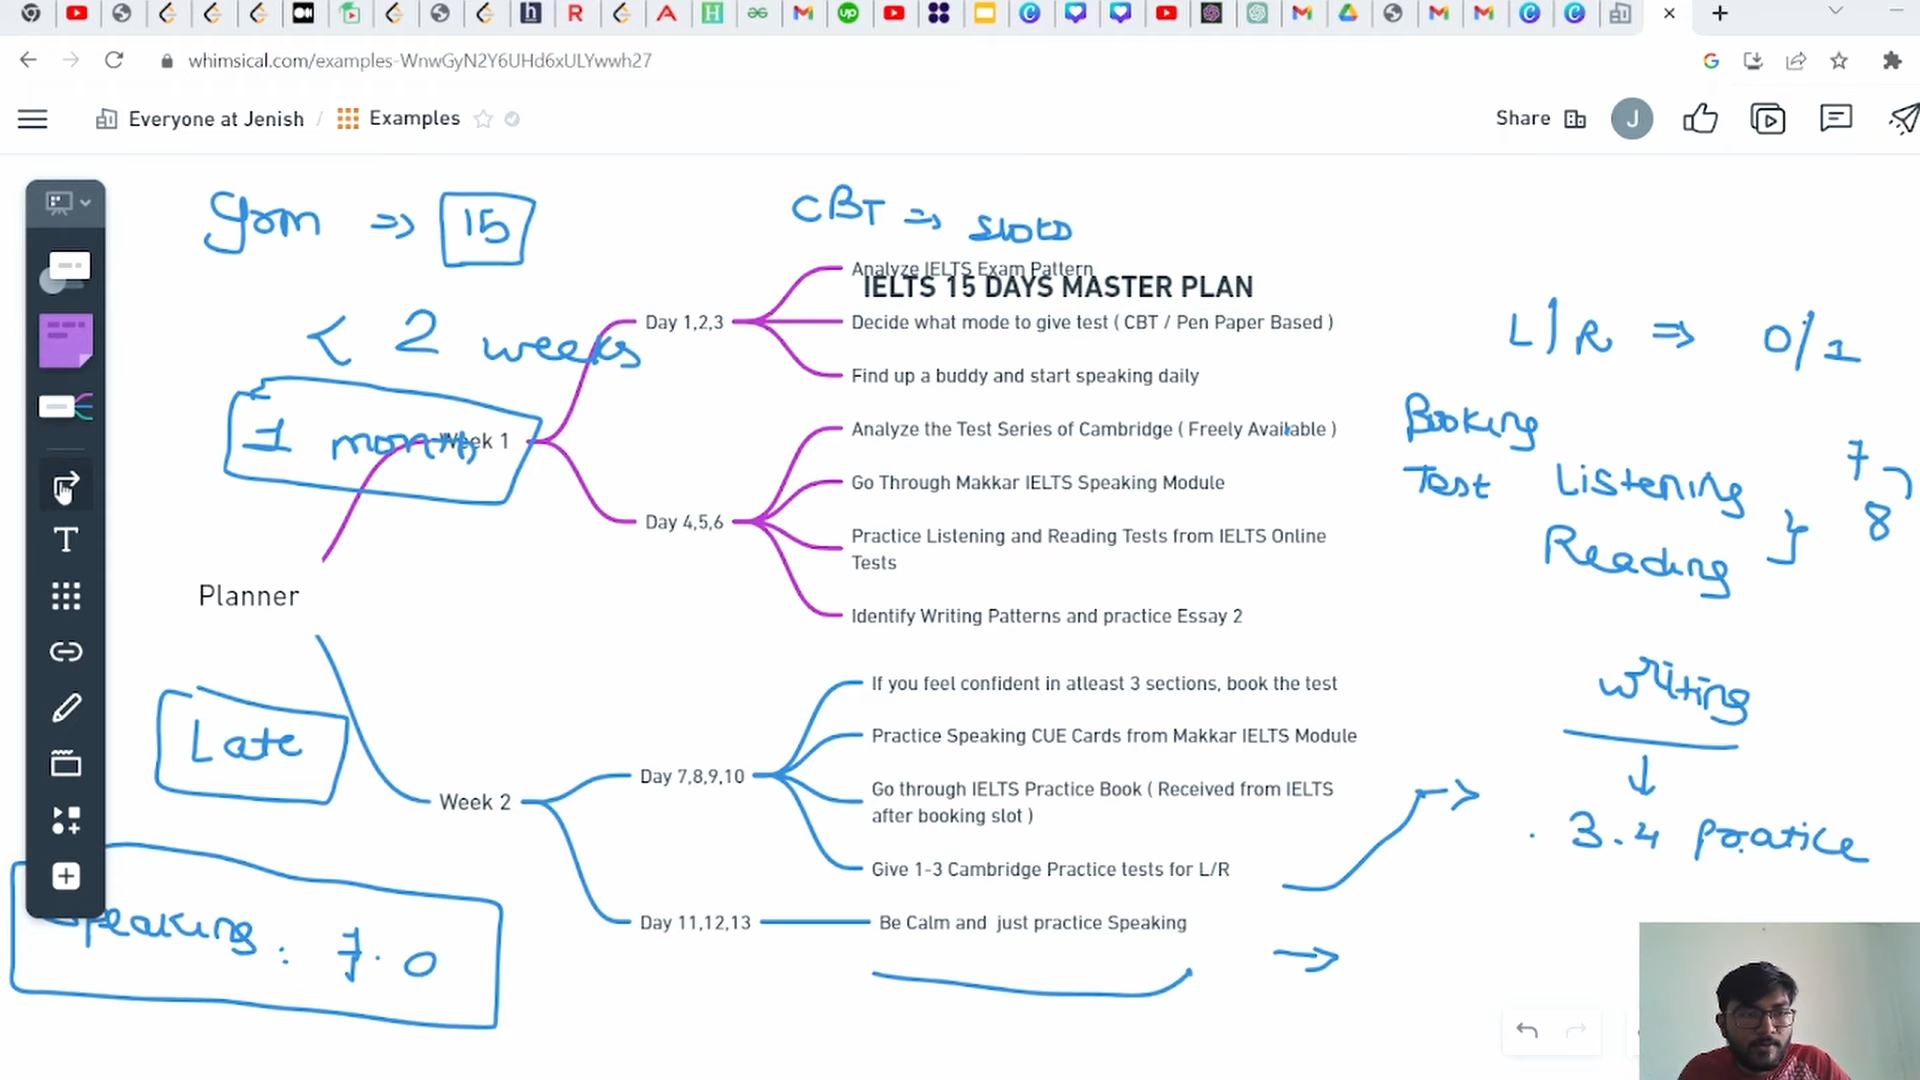 whimsical.com/examples-WnwGyN2Y6UHd6xULYwwh27
Everyone at Jenish / Examples
Share
J
15
CBT => slots
Analyze IELTS Exam Pattern
IELTS 15 DAYS MASTER PLAN
< 2 weeks
Day 1,2,3
Decide what mode to give test ( CBT / Pen Paper Based )
Find up a buddy and start speaking daily
L/R => 0/1
1 month
Week 1
Analyze the Test Series of Cambridge ( Freely Available )
Go Through Makkar IELTS Speaking Module
Day 4,5,6
Practice Listening and Reading Tests from IELTS Online
Tests
Identify Writing Patterns and practice Essay 2
Booking
Test
Listening
Reading
7
8
Planner
If you feel confident in atleast 3 sections, book the test
Practice Speaking CUE Cards from Makkar IELTS Module
Day 7,8,9,10
Go through IELTS Practice Book ( Received from IELTS
after booking slot )
Give 1-3 Cambridge Practice tests for L/R
Late
Week 2
Day 11,12,13
Be Calm and just practice Speaking
writing
3.4 pratice
Speaking : 7.0